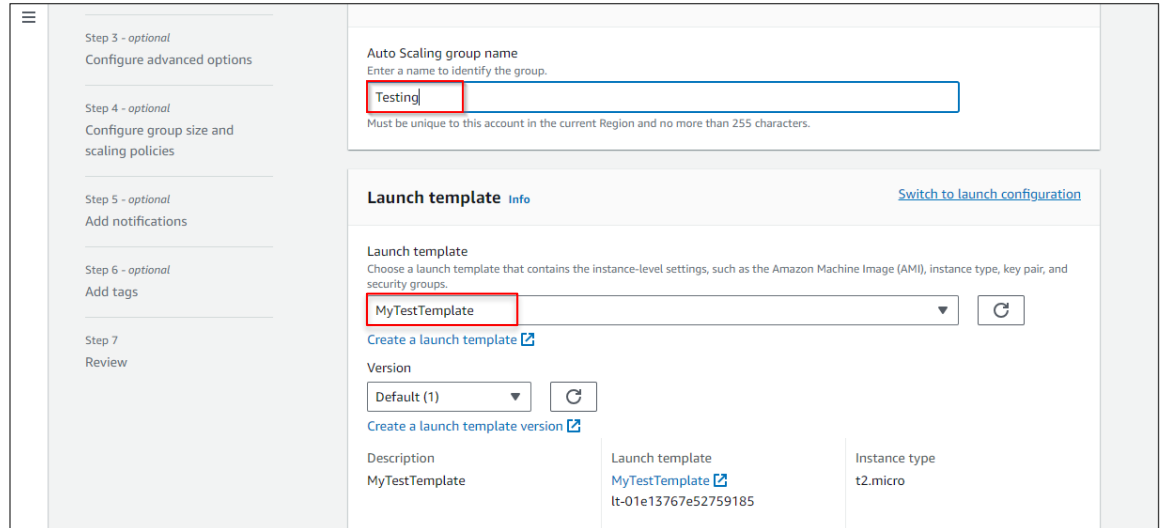 Step 3 - optional
Configure advanced options
Step 4 - optional
Configure group size and
scaling policies
Step 5 - optional
Add notifications
Step 6 - optional
Add tags
Step 7
Review
Auto Scaling group name
Enter a name to identify the group.
Testing
Must be unique to this account in the current Region and no more than 255 characters.
Launch template Info
Switch to launch configuration
Launch template
Choose a launch template that contains the instance-level settings, such as the Amazon Machine Image (AMI), instance type, key pair, and
security groups.
MyTestTemplate
Create a launch template
Version
Default (1)
Create a launch template version
Description
MyTestTemplate
Launch template
MyTestTemplate
lt-01e13767e52759185
Instance type
t2.micro